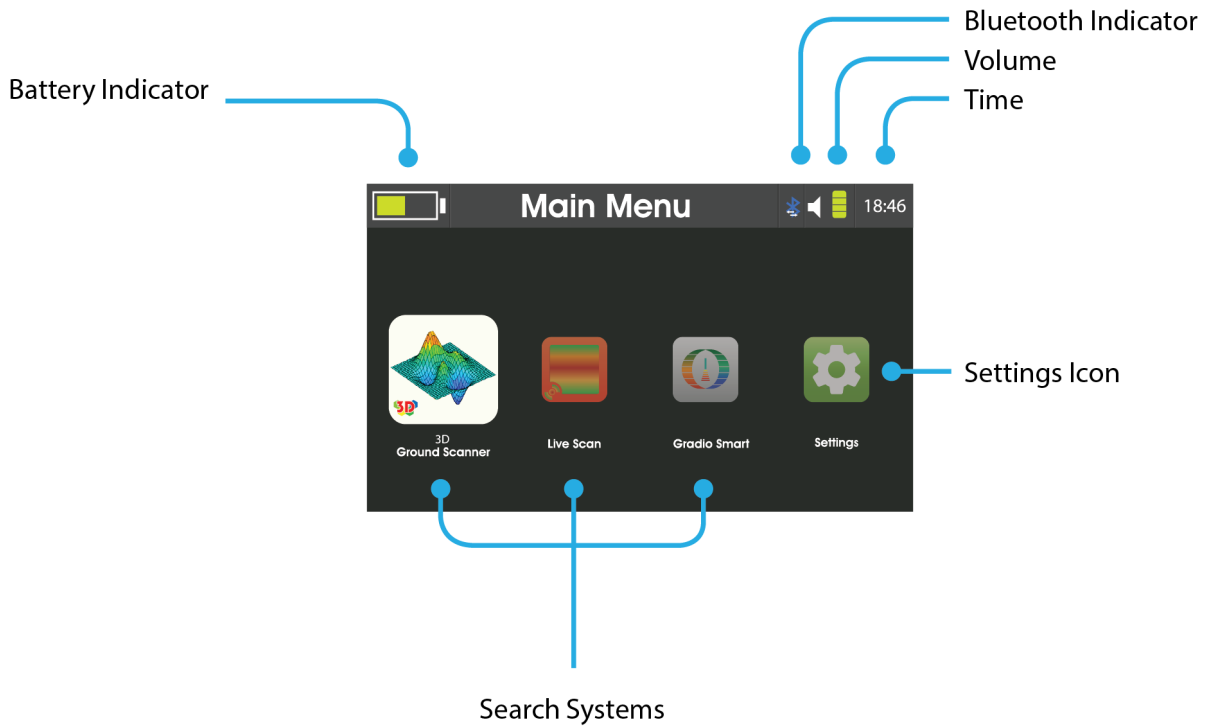 Bluetooth Indicator
Volume
Time
Battery Indicator
Main Menu
18:46
Settings Icon
3D
3D
Ground Scanner
Live Scan
Gradio Smart
Settings
Search Systems